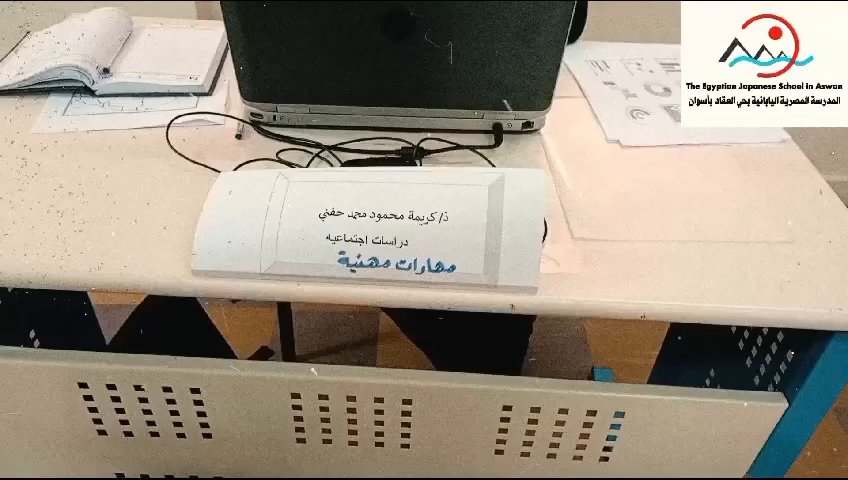 The Egyptian Japanese School in Aswan
المدرسة المصرية اليابانية بحي العقاد بأسوان
ذ/كريمة محمود محمد حفني
دراسات اجتماعيه
مهارات مهنية